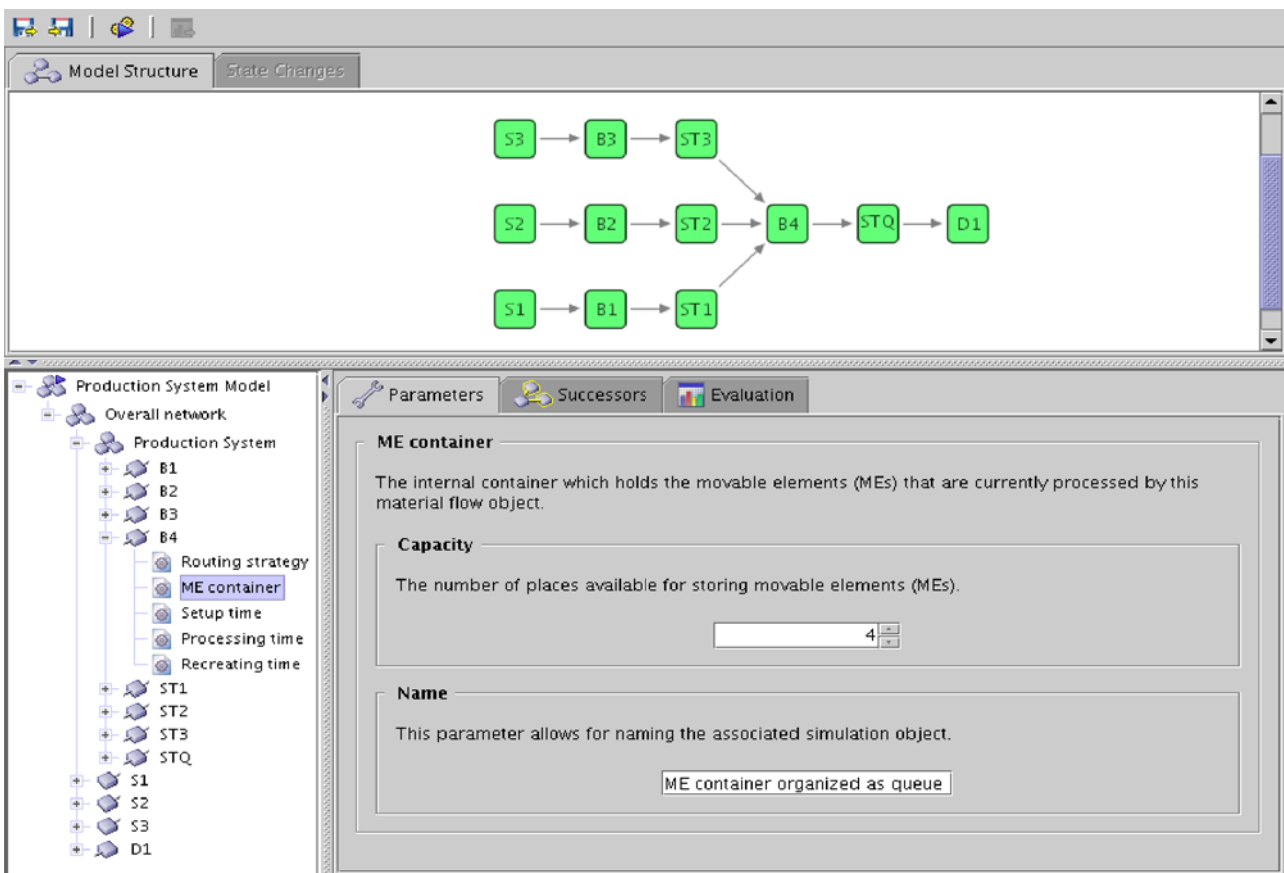 Model Structure State Changes
S3 B3 ST3
S2 B2 ST2 B4 STQ D1
S1 B1 ST1
Production System Model
Overall network
Production System
B1
B2
B3
B4
Routing strategy
ME container
Setup time
Processing time
Recreating time
ST1
ST2
ST3
STQ
S1
S2
S3
D1
Parameters Successors Evaluation
ME container
The internal container which holds the movable elements (MEs) that are currently processed by this
material flow object.
Capacity
The number of places available for storing movable elements (MEs).
4
Name
This parameter allows for naming the associated simulation object.
ME container organized as queue